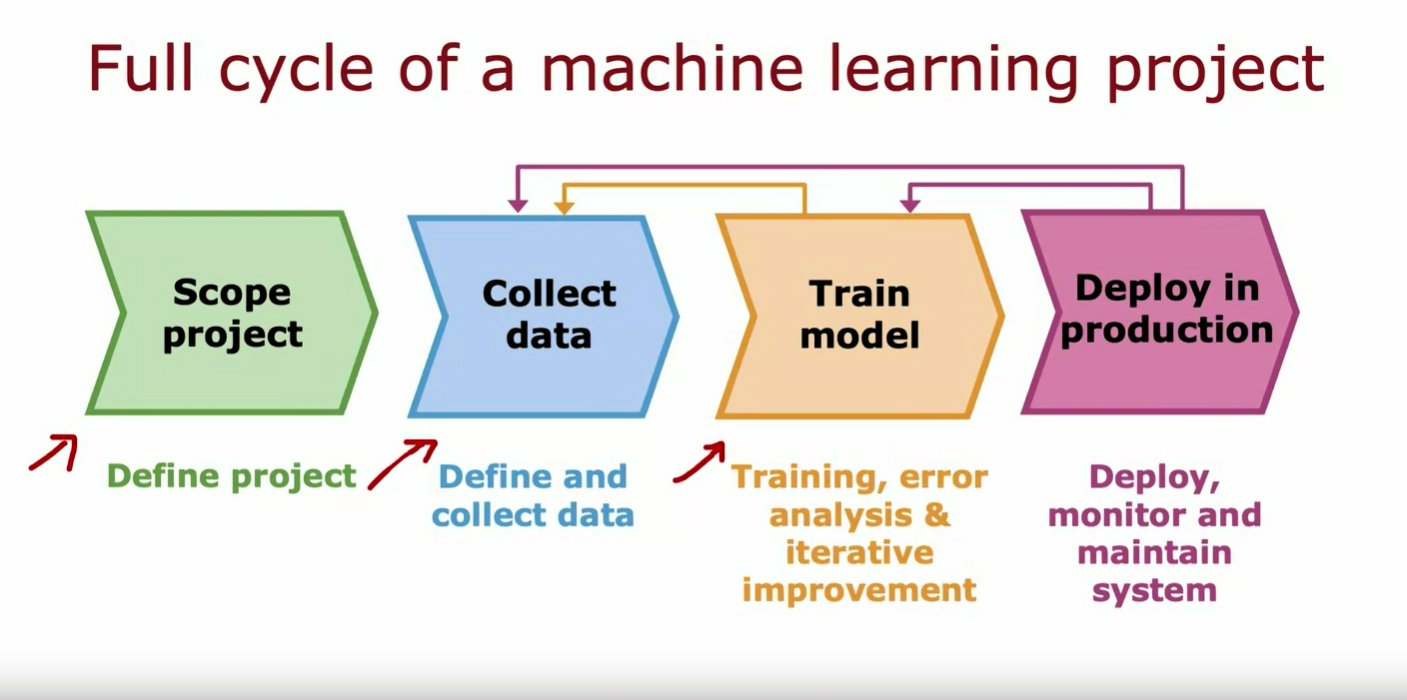 Full cycle of a machine learning project
Scope
project
Collect
data
Train
model
Deploy in
production
Define project
Define and
collect data
Training, error
analysis &
iterative
improvement
Deploy,
monitor and
maintain
system